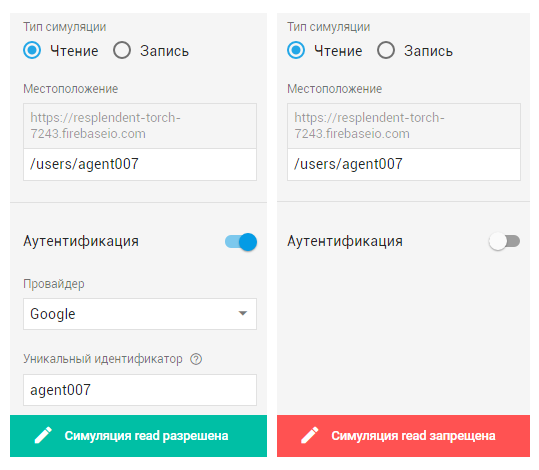 Тип симуляции
Чтение Запись
Местоположение
https://resplendent-torch-
7243.firebaseio.com
/users/agent007
Аутентификация
Провайдер
Google
Уникальный идентификатор
agent007
Симуляция read разрешена
Тип симуляции
Чтение Запись
Местоположение
https://resplendent-torch-
7243.firebaseio.com
/users/agent007
Аутентификация
Симуляция read запрещена